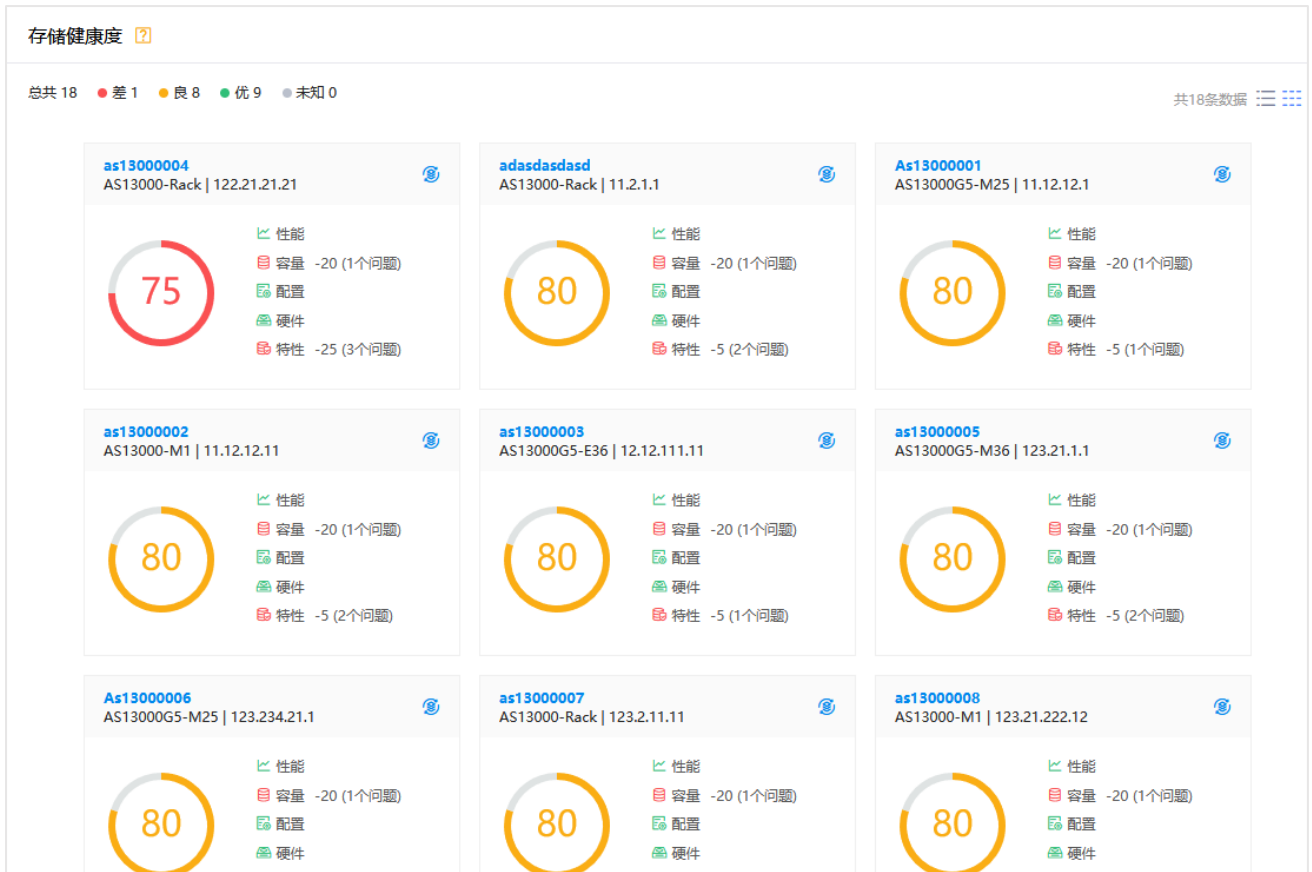 存储健康度 ?
总共 18 差 1 良 8 优 9 未知 0
共18条数据
as13000004
AS13000-Rack | 122.21.21.21
75
性能
容量 -20 (1个问题)
配置
硬件
特性 -25 (3个问题)
adasdasdasd
AS13000-Rack | 11.2.1.1
80
性能
容量 -20 (1个问题)
配置
硬件
特性 -5 (2个问题)
As13000001
AS13000G5-M25 | 11.12.12.1
80
性能
容量 -20 (1个问题)
配置
硬件
特性 -5 (1个问题)
as13000002
AS13000-M1 | 11.12.12.11
80
性能
容量 -20 (1个问题)
配置
硬件
特性 -5 (2个问题)
as13000003
AS13000G5-E36 | 12.12.111.11
80
性能
容量 -20 (1个问题)
配置
硬件
特性 -5 (1个问题)
as13000005
AS13000G5-M36 | 123.21.1.1
80
性能
容量 -20 (1个问题)
配置
硬件
特性 -5 (2个问题)
As13000006
AS13000G5-M25 | 123.234.21.1
80
性能
容量 -20 (1个问题)
配置
硬件
as13000007
AS13000-Rack | 123.2.11.11
80
性能
容量 -20 (1个问题)
配置
硬件
as13000008
AS13000-M1 | 123.21.222.12
80
性能
容量 -20 (1个问题)
配置
硬件